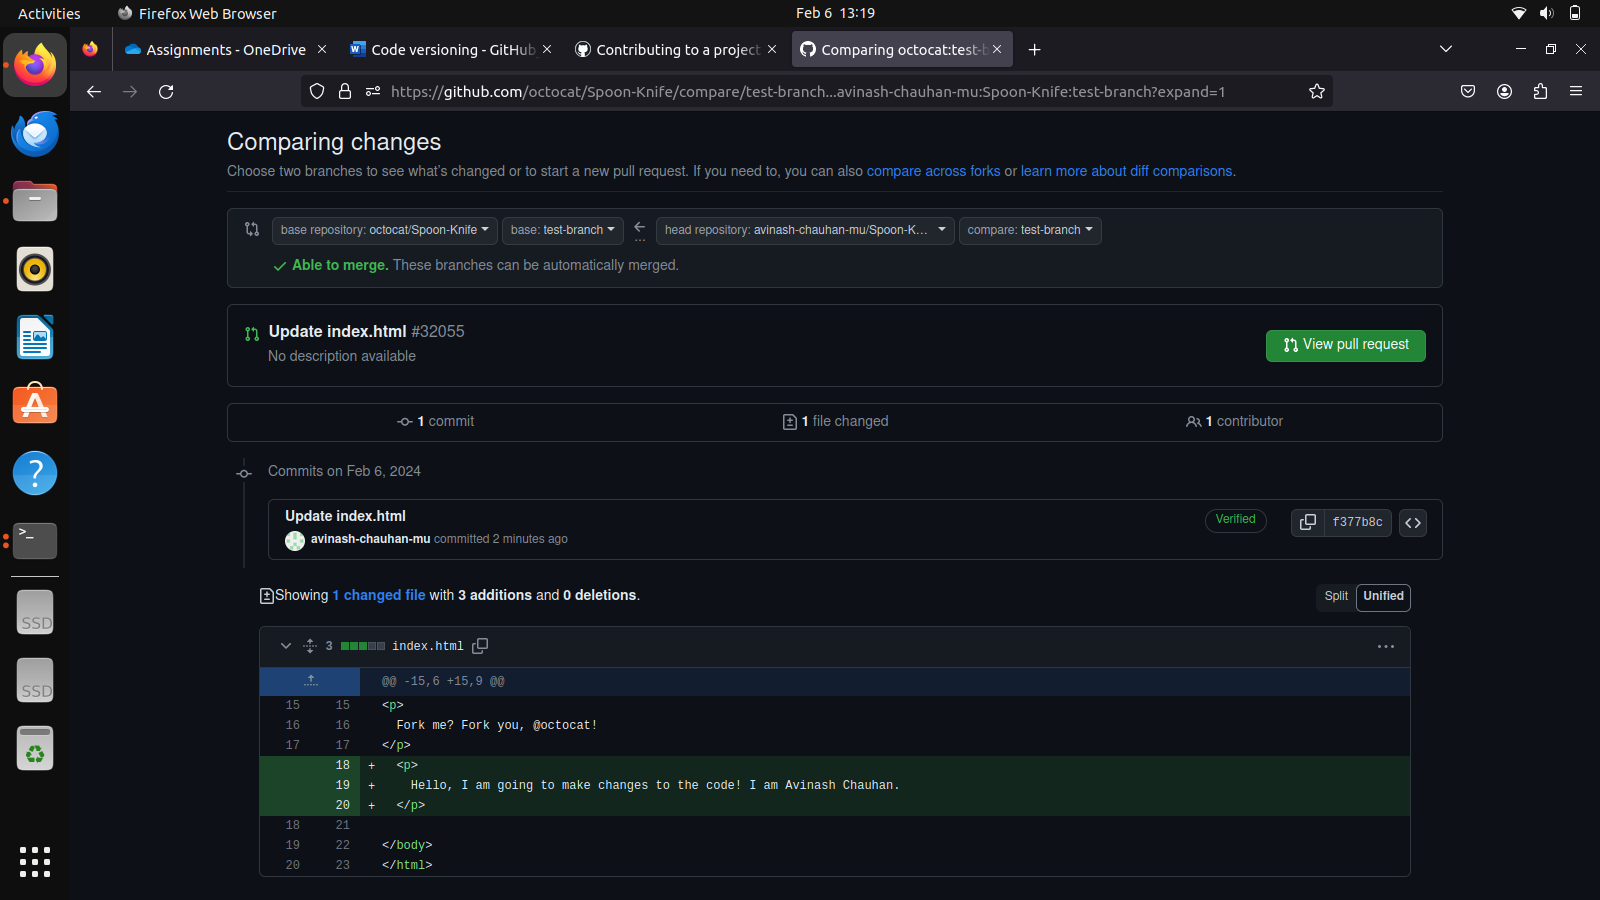 Activities
Firefox Web Browser
Feb 6 13:19
Assignments - OneDrive
Code versioning - GitHub
Contributing to a project
Comparing octocat:test-b
https://github.com/octocat/Spoon-Knife/compare/test-branch...avinash-chauhan-mu:Spoon-Knife:test-branch?expand=1
Comparing changes
Choose two branches to see what's changed or to start a new pull request. If you need to, you can also compare across forks or learn more about diff comparisons.
base repository: octocat/Spoon-Knife
base: test-branch
...
head repository: avinash-chauhan-mu/Spoon-K...
compare: test-branch
Able to merge. These branches can be automatically merged.
Update index.html #32055
No description available
View pull request
1 commit
1 file changed
1 contributor
Commits on Feb 6, 2024
Update index.html
avinash-chauhan-mu committed 2 minutes ago
Verified
f377b8c
Showing 1 changed file with 3 additions and 0 deletions.
Split
Unified
3
index.html
@@ -15,6 +15,9 @@
15 15 <p>
16 16 Fork me? Fork you, @octocat!
17 17 </p>
18 + <p>
19 + Hello, I am going to make changes to the code! I am Avinash Chauhan.
20 + </p>
18 21
19 22 </body>
20 23 </html>
SSD
SSD